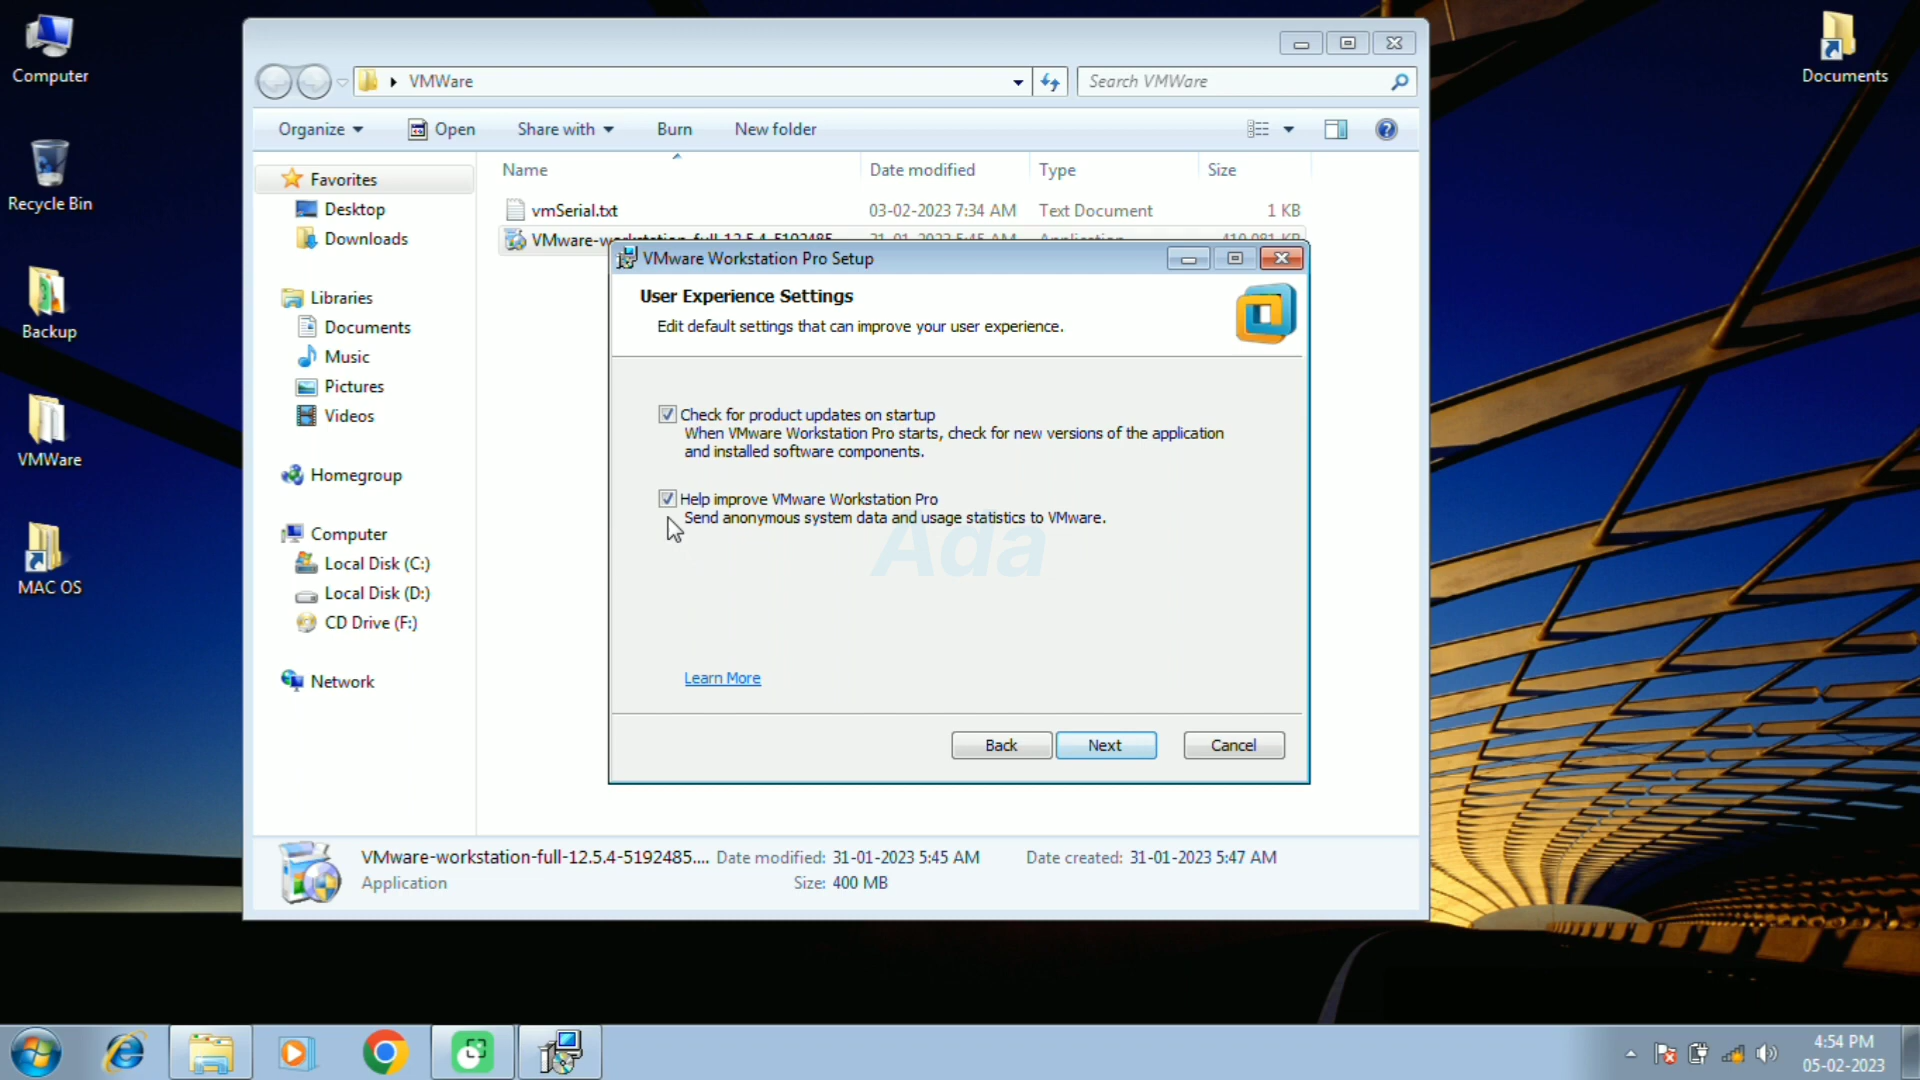 Computer
Recycle Bin
Backup
VMWare
MAC OS
Documents
VMWare
Search VMWare
Organize
Open
Share with
Burn
New folder
Name
Date modified
Type
Size
vmSerial.txt
03-02-2023 7:34 AM
Text Document
1 KB
VMware-workstation-full-12.5.4-5192485
31-01-2023 5:45 AM
Application
410,081 KB
Favorites
Desktop
Downloads
Libraries
Documents
Music
Pictures
Videos
Homegroup
Computer
Local Disk (C:)
Local Disk (D:)
CD Drive (F:)
Network
VMware Workstation Pro Setup
User Experience Settings
Edit default settings that can improve your user experience.
Check for product updates on startup
When VMware Workstation Pro starts, check for new versions of the application
and installed software components.
Help improve VMware Workstation Pro
Send anonymous system data and usage statistics to VMware.
Ada
Learn More
Back
Next
Cancel
VMware-workstation-full-12.5.4-5192485....
Date modified: 31-01-2023 5:45 AM
Date created: 31-01-2023 5:47 AM
Application
Size: 400 MB
4:54 PM
05-02-2023